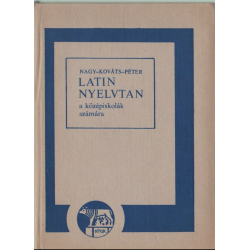 NAGY–KOVÁTS–PÉTER
LATIN
NYELVTAN
a középiskolák
számára